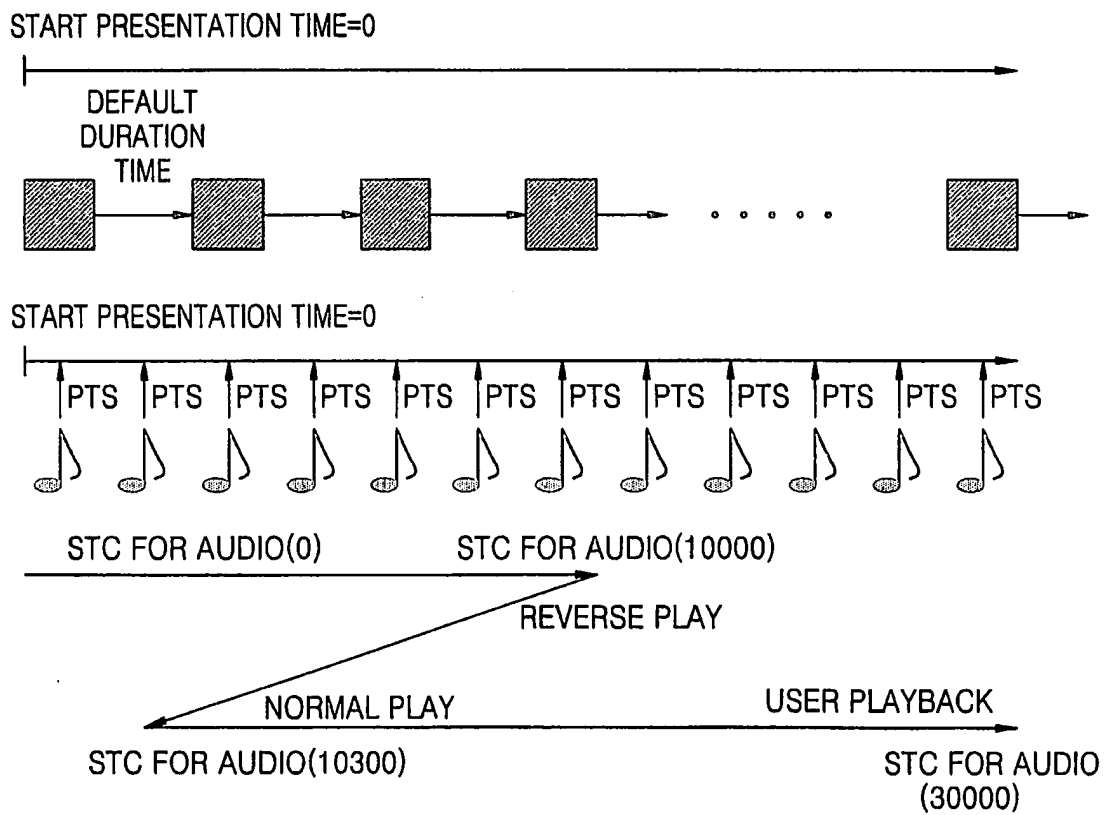 START PRESENTATION TIME=0
DEFAULT
DURATION
TIME
START PRESENTATION TIME=0
PTS PTS PTS PTS PTS PTS PTS PTS PTS PTS PTS PTS
STC FOR AUDIO(0) STC FOR AUDIO(10000)
REVERSE PLAY
NORMAL PLAY USER PLAYBACK
STC FOR AUDIO(10300) STC FOR AUDIO
(30000)